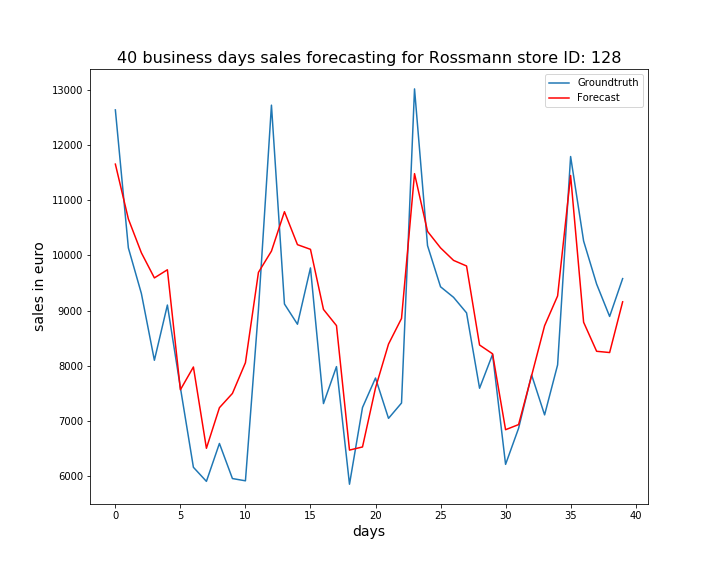 40 business days sales forecasting for Rossmann store ID: 128
Groundtruth
Forecast
13000
12000
11000
10000
9000
8000
7000
6000
sales in euro
0 5 10 15 20 25 30 35 40
days